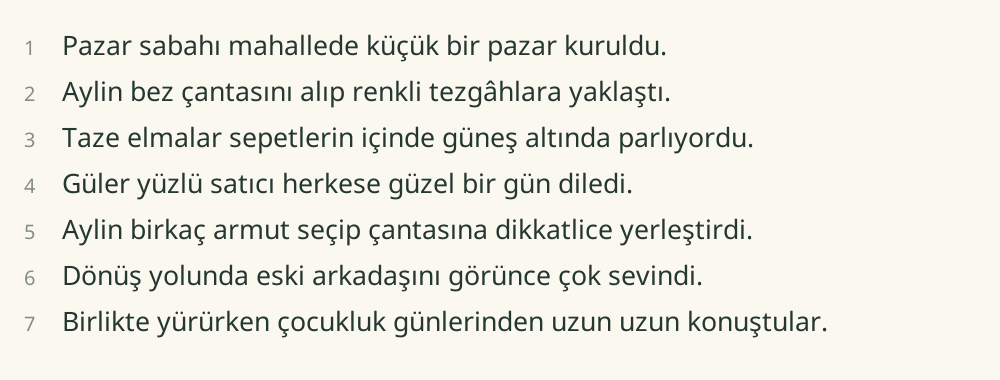 1 Pazar sabahı mahallede küçük bir pazar kuruldu.
2 Aylin bez çantasını alıp renkli tezgâhlara yaklaştı.
3 Taze elmalar sepetlerin içinde güneş altında parlıyordu.
4 Güler yüzlü satıcı herkese güzel bir gün diledi.
5 Aylin birkaç armut seçip çantasına dikkatlice yerleştirdi.
6 Dönüş yolunda eski arkadaşını görünce çok sevindi.
7 Birlikte yürürken çocukluk günlerinden uzun uzun konuştular.